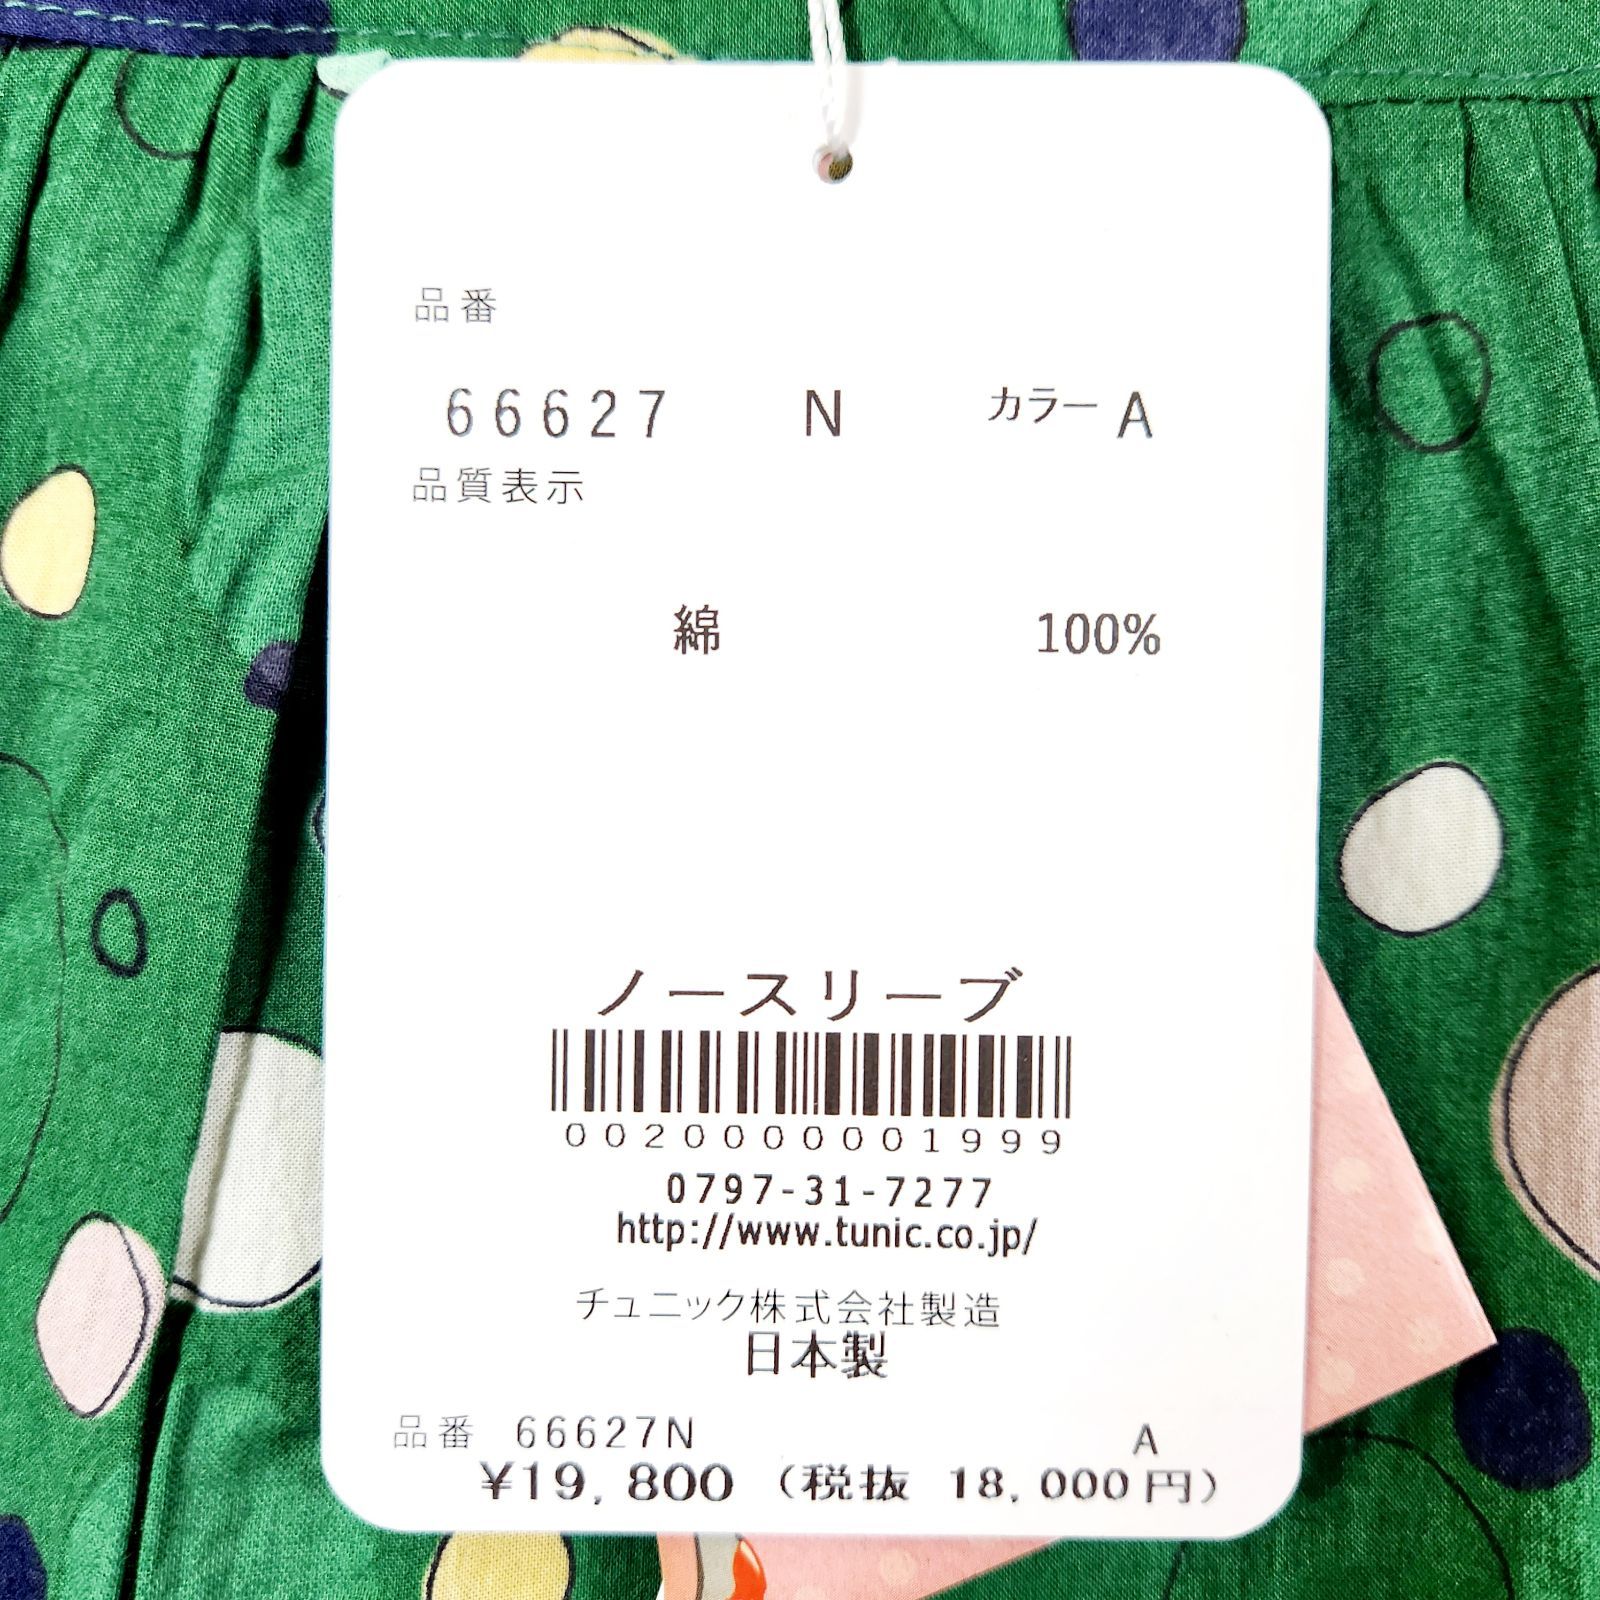 品番
66627 N カラー A
品質表示
綿 100%
ノースリーブ
0020000001999
0797-31-7277
http://www.tunic.co.jp/
チュニック株式会社製造
日本製
品番 66627N A
¥19,800 (税抜 18,000円)